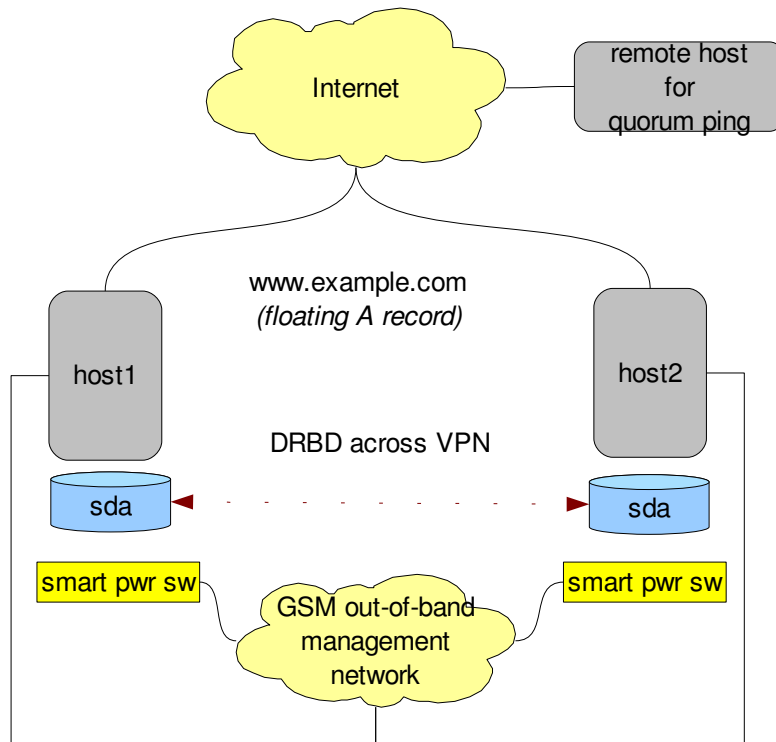 remote host
for
quorum ping
Internet
www.example.com
(floating A record)
host1
host2
DRBD across VPN
sda
sda
smart pwr sw
smart pwr sw
GSM out-of-band
management
network